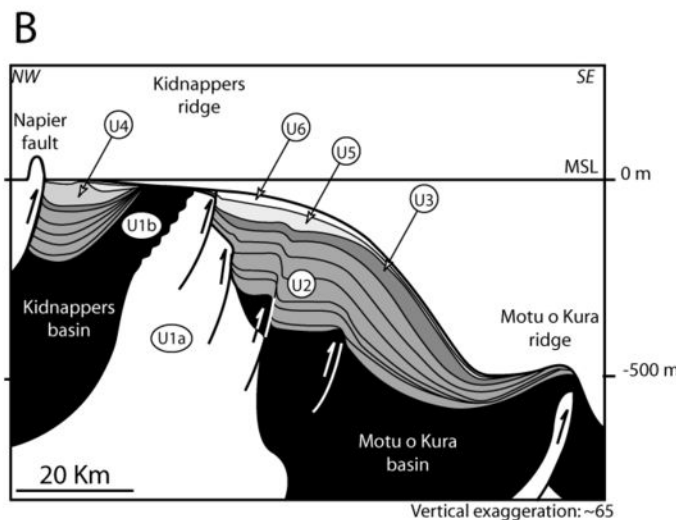 B
NW
SE
Kidnappers
ridge
Napier
fault
U4
U6
U5
MSL
0 m
U3
U1b
U2
Kidnappers
basin
U1a
Motu o Kura
ridge
-500 m
Motu o Kura
basin
20 Km
Vertical exaggeration: ~65